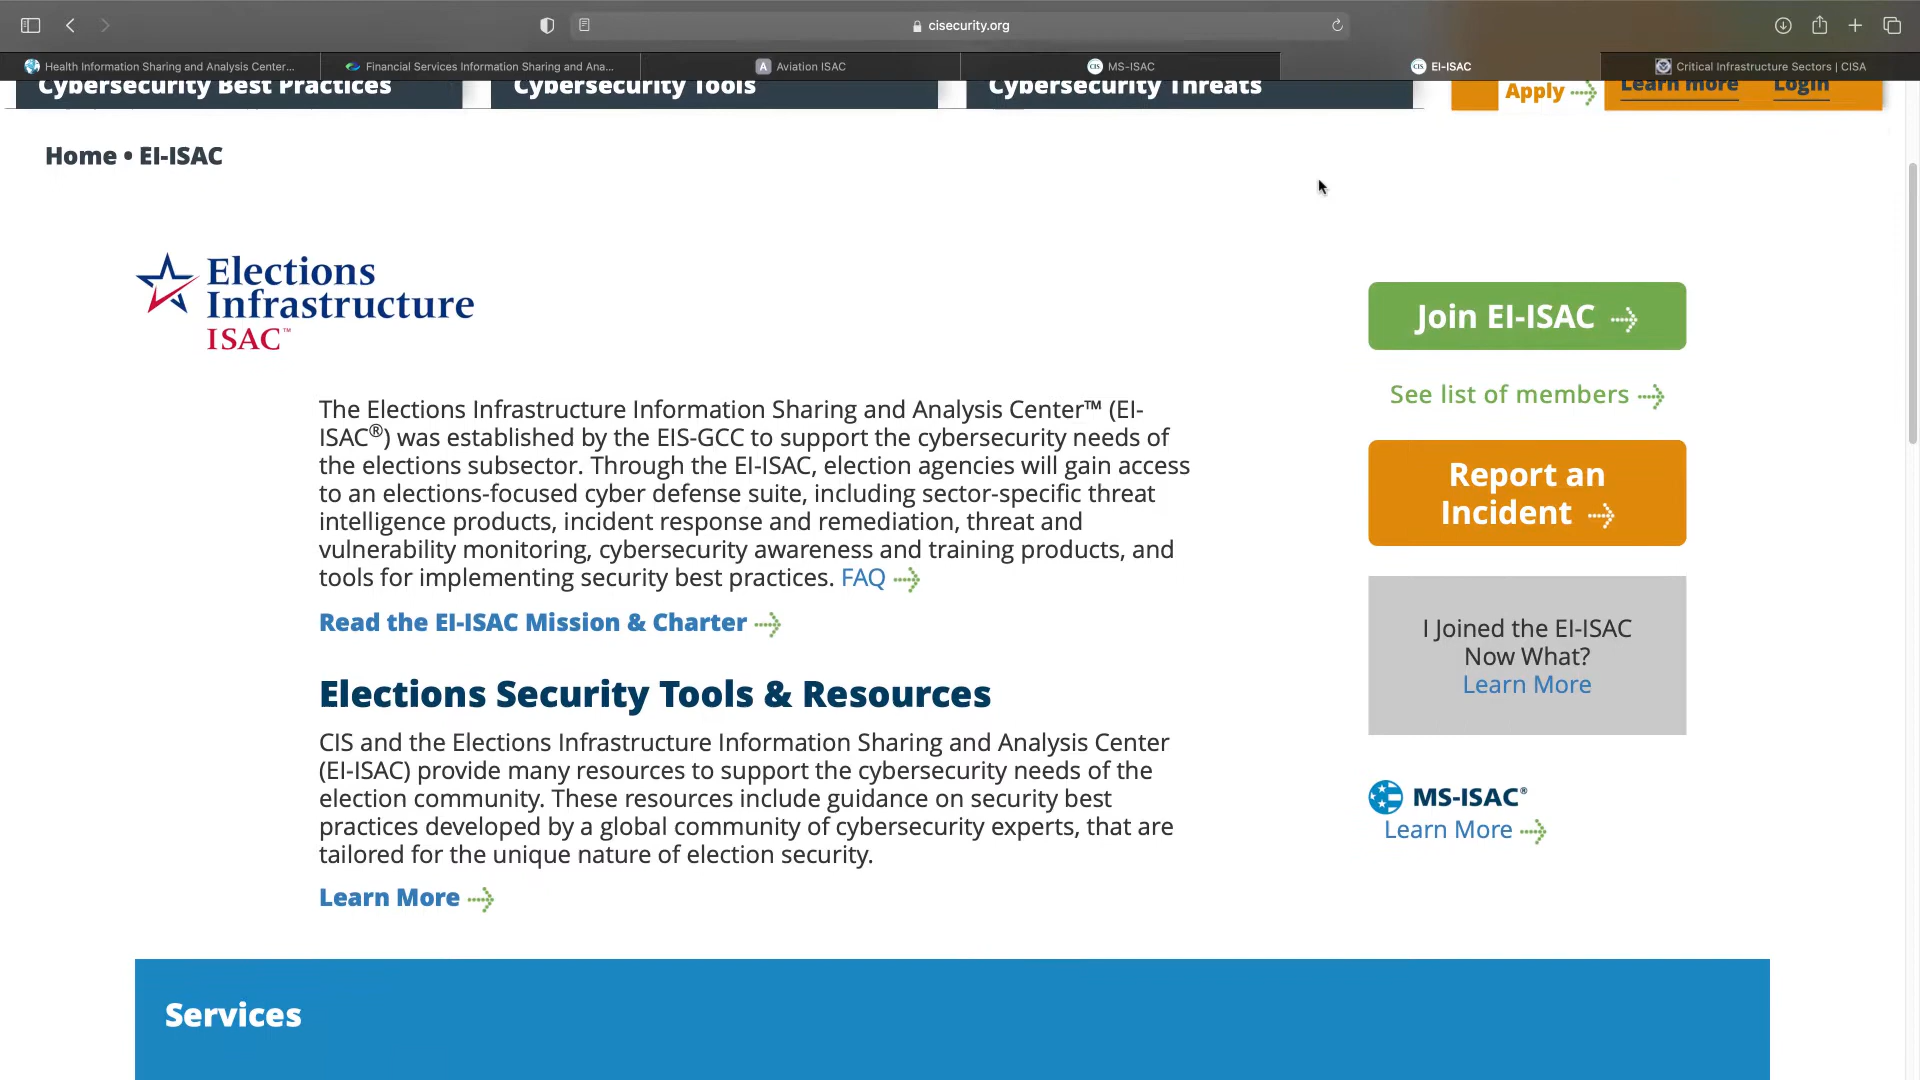 cisecurity.org
Health Information Sharing and Analysis Center...
Financial Services Information Sharing and Ana...
A Aviation ISAC
CIS MS-ISAC
CIS EI-ISAC
Critical Infrastructure Sectors | CISA
Cybersecurity Best Practices
Cybersecurity Tools
Cybersecurity Threats
Apply
Learn more
Login
Home • EI-ISAC
Elections
Infrastructure
ISAC™
Join EI-ISAC
See list of members
Report an
Incident
The Elections Infrastructure Information Sharing and Analysis Center™ (EI-
ISAC®) was established by the EIS-GCC to support the cybersecurity needs of
the elections subsector. Through the EI-ISAC, election agencies will gain access
to an elections-focused cyber defense suite, including sector-specific threat
intelligence products, incident response and remediation, threat and
vulnerability monitoring, cybersecurity awareness and training products, and
tools for implementing security best practices. FAQ
Read the EI-ISAC Mission & Charter
I Joined the EI-ISAC
Now What?
Learn More
Elections Security Tools & Resources
CIS and the Elections Infrastructure Information Sharing and Analysis Center
(EI-ISAC) provide many resources to support the cybersecurity needs of the
election community. These resources include guidance on security best
practices developed by a global community of cybersecurity experts, that are
tailored for the unique nature of election security.
Learn More
MS-ISAC®
Learn More
Services